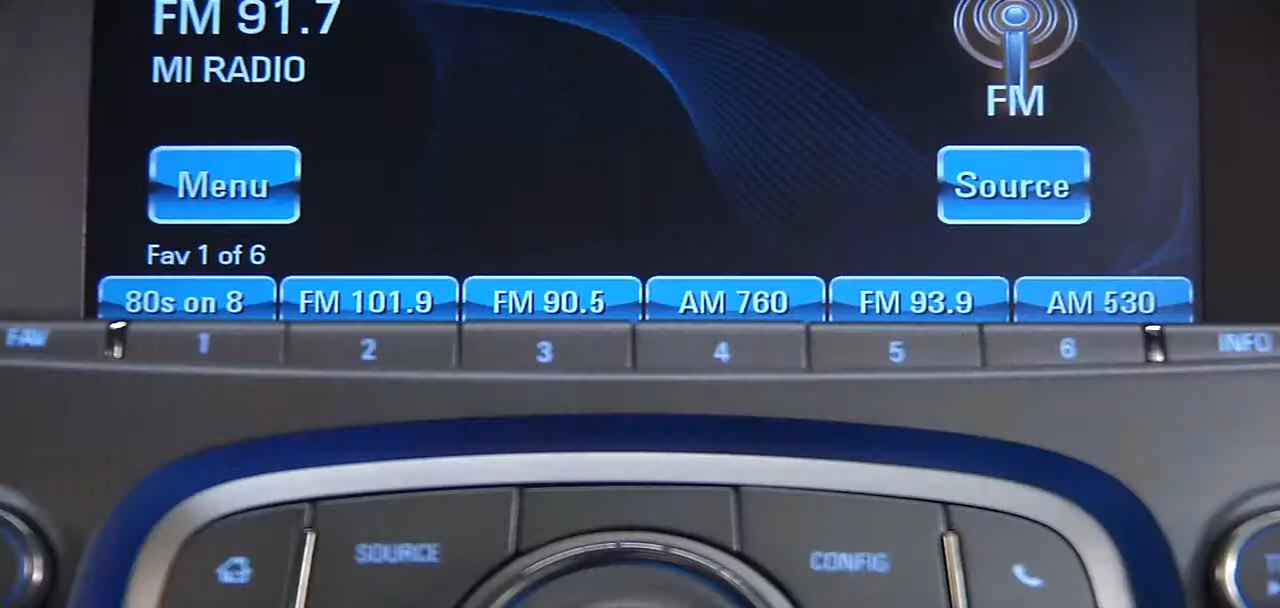 FM 91.7
MI RADIO
FM
Menu
Source
Fav 1 of 6
80s on 8 FM 101.9 FM 90.5 AM 760 FM 93.9 AM 530
FAV 1 2 3 4 5 6 INFO
SOURCE CONFIG